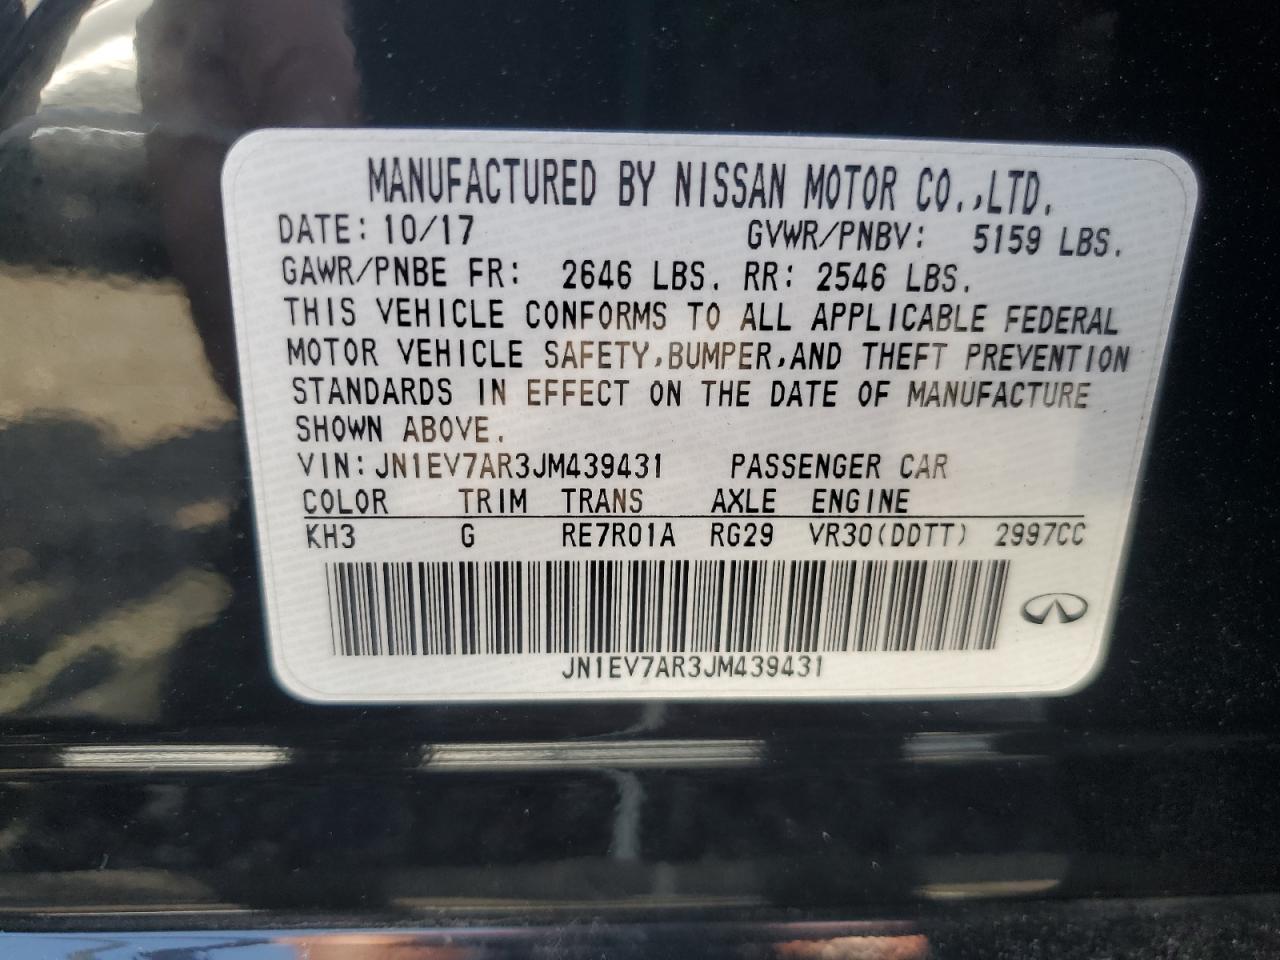 MANUFACTURED BY NISSAN MOTOR CO.,LTD.
DATE: 10/17 GVWR/PNBV: 5159 LBS.
GAWR/PNBE FR: 2646 LBS. RR: 2546 LBS.
THIS VEHICLE CONFORMS TO ALL APPLICABLE FEDERAL
MOTOR VEHICLE SAFETY,BUMPER,AND THEFT PREVENTION
STANDARDS IN EFFECT ON THE DATE OF MANUFACTURE
SHOWN ABOVE.
VIN: JN1EV7AR3JM439431 PASSENGER CAR
COLOR TRIM TRANS AXLE ENGINE
KH3 G RE7R01A RG29 VR30(DDTT) 2997CC
JN1EV7AR3JM439431